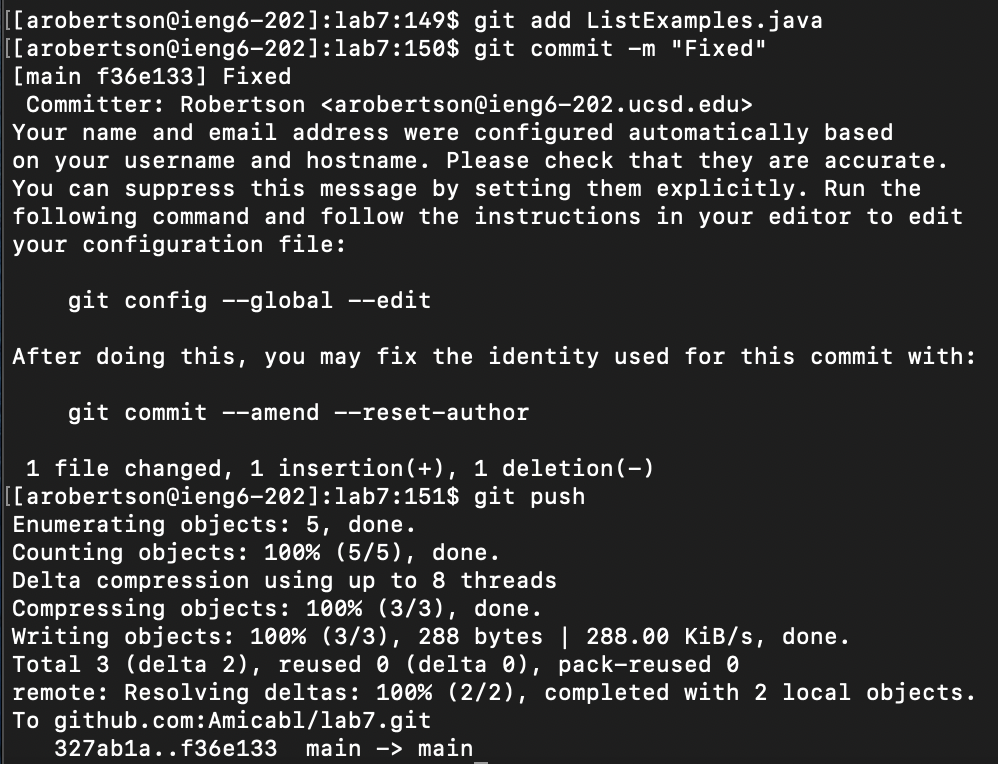 [[arobertson@ieng6-202]:lab7:149$ git add ListExamples.java
[[arobertson@ieng6-202]:lab7:150$ git commit -m "Fixed"
[main f36e133] Fixed
 Committer: Robertson <arobertson@ieng6-202.ucsd.edu>
Your name and email address were configured automatically based
on your username and hostname. Please check that they are accurate.
You can suppress this message by setting them explicitly. Run the
following command and follow the instructions in your editor to edit
your configuration file:

    git config --global --edit

After doing this, you may fix the identity used for this commit with:

    git commit --amend --reset-author

 1 file changed, 1 insertion(+), 1 deletion(-)
[[arobertson@ieng6-202]:lab7:151$ git push
Enumerating objects: 5, done.
Counting objects: 100% (5/5), done.
Delta compression using up to 8 threads
Compressing objects: 100% (3/3), done.
Writing objects: 100% (3/3), 288 bytes | 288.00 KiB/s, done.
Total 3 (delta 2), reused 0 (delta 0), pack-reused 0
remote: Resolving deltas: 100% (2/2), completed with 2 local objects.
To github.com:Amicabl/lab7.git
   327ab1a..f36e133  main -> main